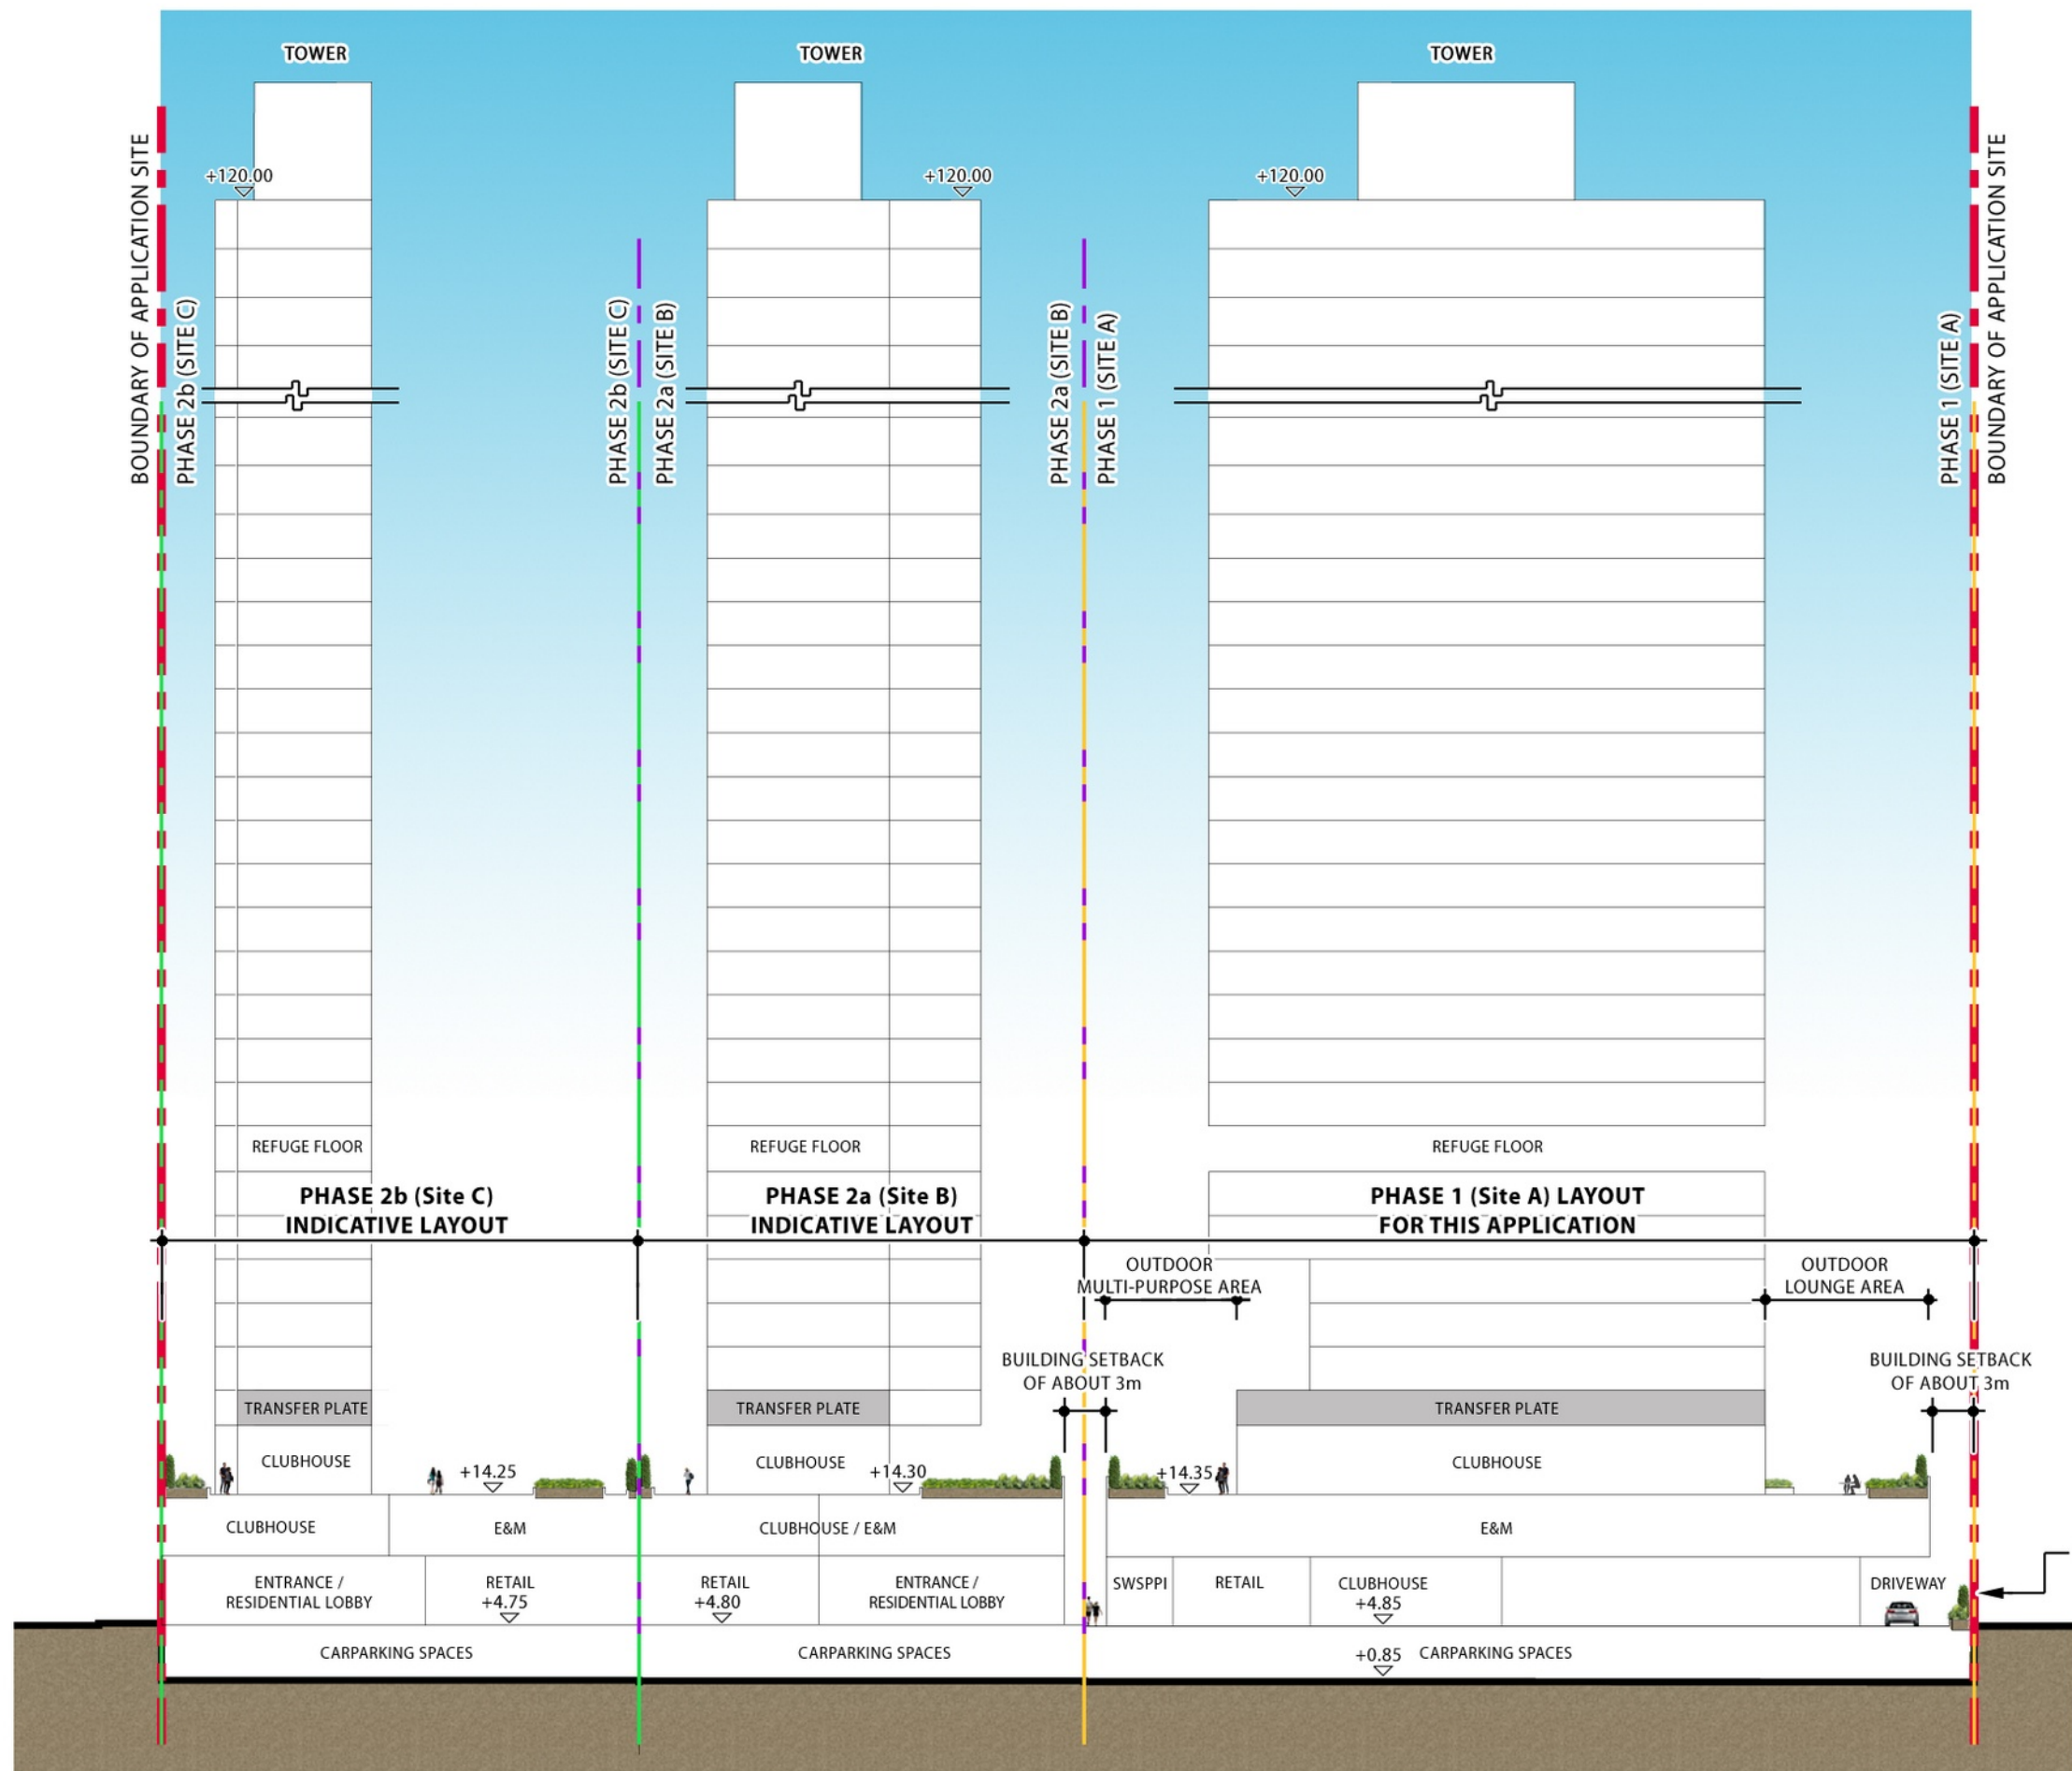 TOWER
TOWER
TOWER
+120.00
+120.00
+120.00
BOUNDARY OF APPLICATION SITE
PHASE 2b (SITE C)
PHASE 2b (SITE C)
PHASE 2a (SITE B)
PHASE 2a (SITE B)
PHASE 1 (SITE A)
PHASE 1 (SITE A)
BOUNDARY OF APPLICATION SITE
REFUGE FLOOR
REFUGE FLOOR
REFUGE FLOOR
PHASE 2b (Site C)
INDICATIVE LAYOUT
PHASE 2a (Site B)
INDICATIVE LAYOUT
PHASE 1 (Site A) LAYOUT
FOR THIS APPLICATION
OUTDOOR
MULTI-PURPOSE AREA
OUTDOOR
LOUNGE AREA
BUILDING SETBACK
OF ABOUT 3m
BUILDING SETBACK
OF ABOUT 3m
TRANSFER PLATE
TRANSFER PLATE
TRANSFER PLATE
CLUBHOUSE
+14.25
CLUBHOUSE
+14.30
+14.35
CLUBHOUSE
CLUBHOUSE
E&M
CLUBHOUSE / E&M
E&M
ENTRANCE /
RESIDENTIAL LOBBY
RETAIL
+4.75
RETAIL
+4.80
ENTRANCE /
RESIDENTIAL LOBBY
SWSPPI
RETAIL
CLUBHOUSE
+4.85
DRIVEWAY
CARPARKING SPACES
CARPARKING SPACES
+0.85
CARPARKING SPACES